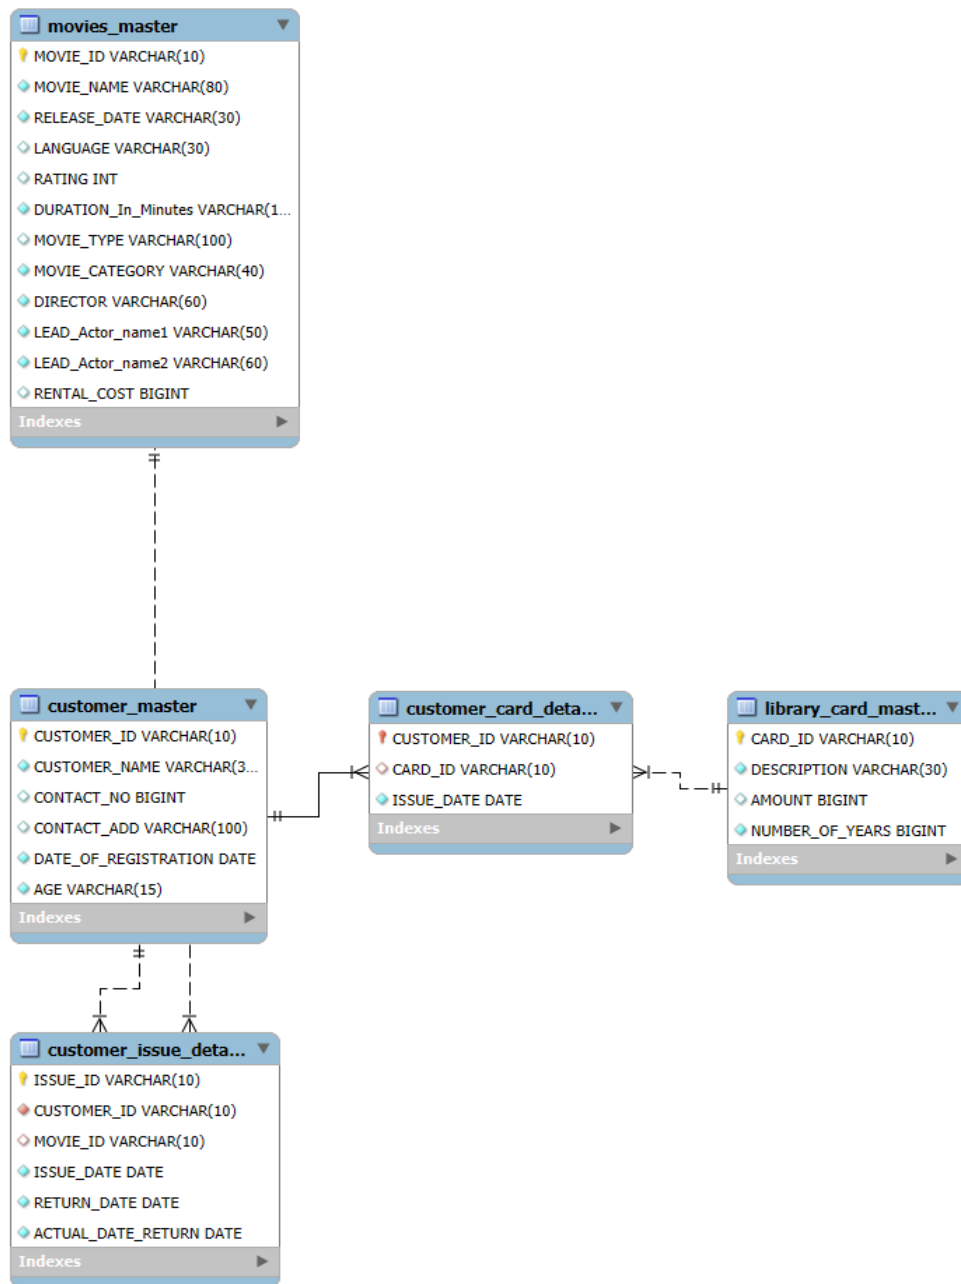 movies_master
MOVIE_ID VARCHAR(10)
MOVIE_NAME VARCHAR(80)
RELEASE_DATE VARCHAR(30)
LANGUAGE VARCHAR(30)
RATING INT
DURATION_In_Minutes VARCHAR(1...
MOVIE_TYPE VARCHAR(100)
MOVIE_CATEGORY VARCHAR(40)
DIRECTOR VARCHAR(60)
LEAD_Actor_name1 VARCHAR(50)
LEAD_Actor_name2 VARCHAR(60)
RENTAL_COST BIGINT
Indexes
customer_master
CUSTOMER_ID VARCHAR(10)
CUSTOMER_NAME VARCHAR(3...
CONTACT_NO BIGINT
CONTACT_ADD VARCHAR(100)
DATE_OF_REGISTRATION DATE
AGE VARCHAR(15)
Indexes
customer_card_deta...
CUSTOMER_ID VARCHAR(10)
CARD_ID VARCHAR(10)
ISSUE_DATE DATE
Indexes
library_card_mast...
CARD_ID VARCHAR(10)
DESCRIPTION VARCHAR(30)
AMOUNT BIGINT
NUMBER_OF_YEARS BIGINT
Indexes
customer_issue_deta...
ISSUE_ID VARCHAR(10)
CUSTOMER_ID VARCHAR(10)
MOVIE_ID VARCHAR(10)
ISSUE_DATE DATE
RETURN_DATE DATE
ACTUAL_DATE_RETURN DATE
Indexes